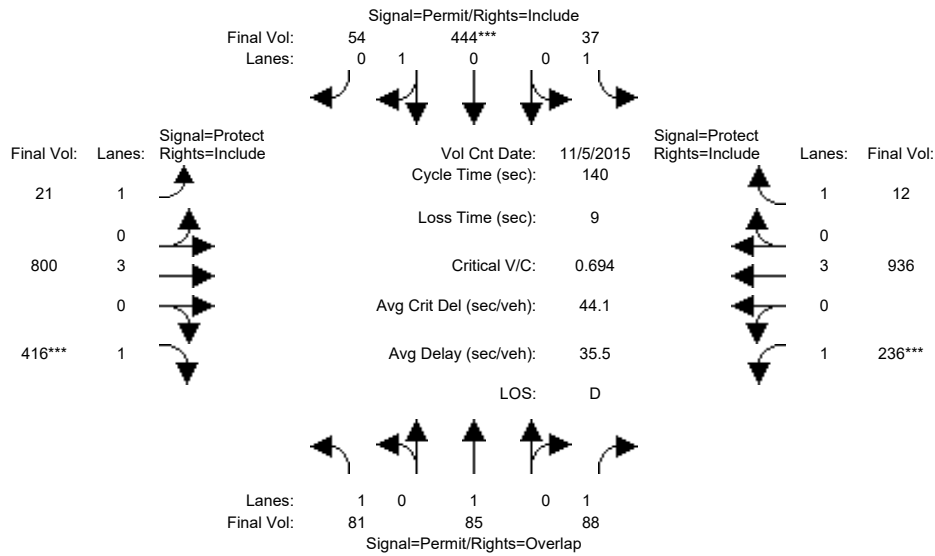 Signal=Permit/Rights=Include
Final Vol: 54 444*** 37
Lanes: 0 1 0 0 1
Signal=Protect
Final Vol: Lanes: Rights=Include
Vol Cnt Date: 11/5/2015
Signal=Protect
Rights=Include Lanes: Final Vol:
Cycle Time (sec): 140
21 1
1 12
Loss Time (sec): 9
0
0
800 3
Critical V/C: 0.694
3 936
0
Avg Crit Del (sec/veh): 44.1
0
416*** 1
Avg Delay (sec/veh): 35.5
1 236***
LOS: D
Lanes: 1 0 1 0 1
Final Vol: 81 85 88
Signal=Permit/Rights=Overlap